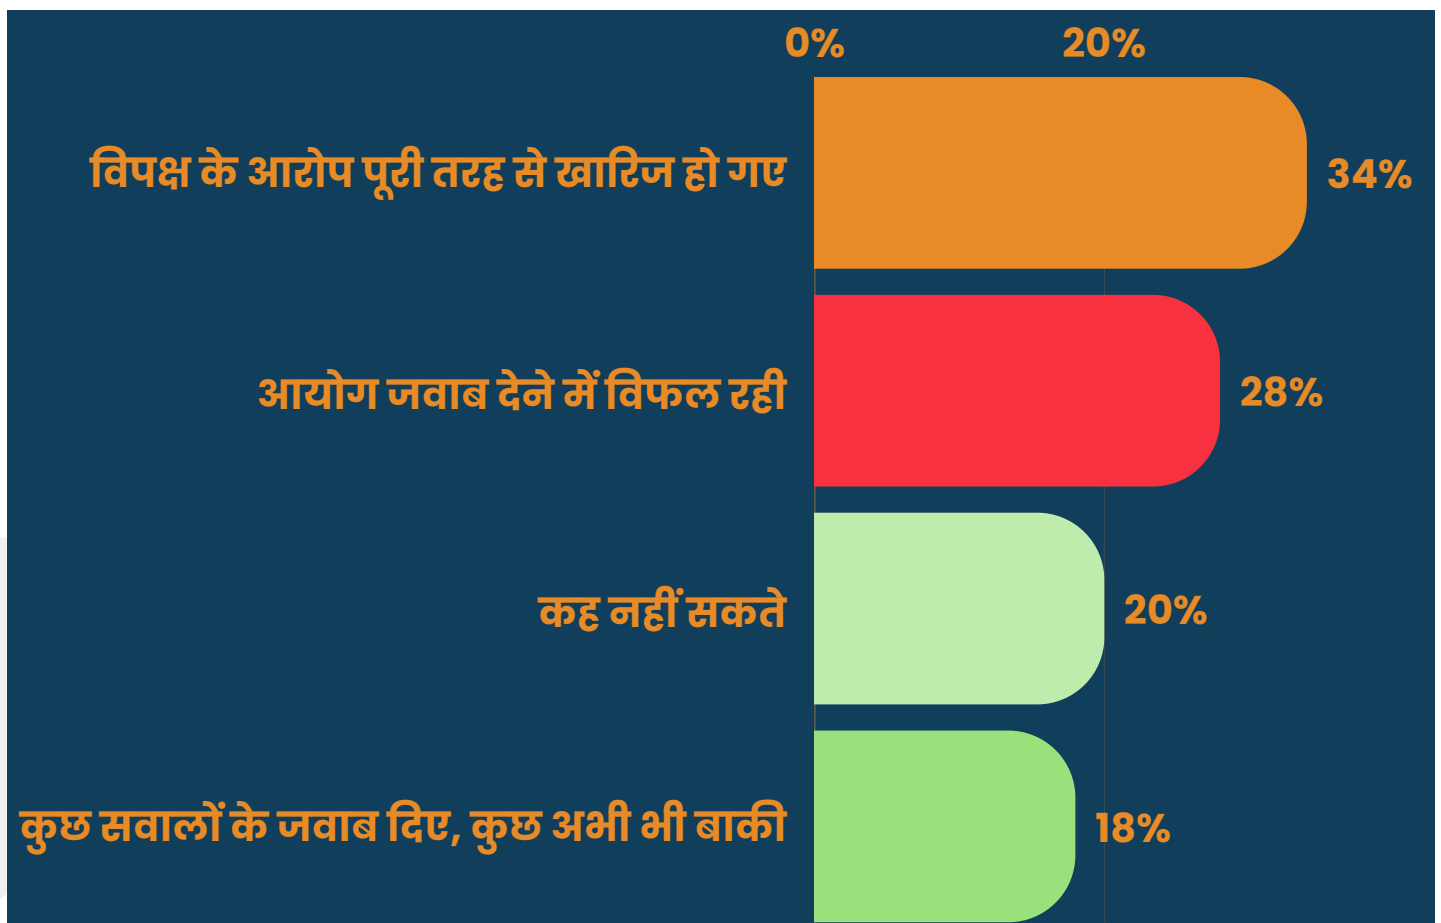 0% 20%
विपक्ष के आरोप पूरी तरह से खारिज हो गए 34%
आयोग जवाब देने में विफल रही 28%
कह नहीं सकते 20%
कुछ सवालों के जवाब दिए, कुछ अभी भी बाकी 18%